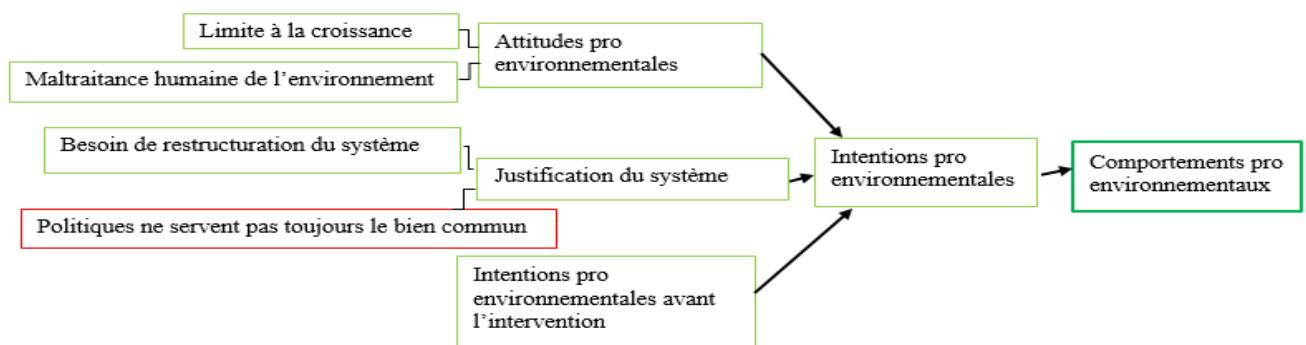 Limite à la croissance
Maltraitance humaine de l'environnement
Attitudes pro
environnementales
Besoin de restructuration du système
Politiques ne servent pas toujours le bien commun
Justification du système
Intentions pro
environnementales avant
l'intervention
Intentions pro
environnementales
Comportements pro
environnementaux